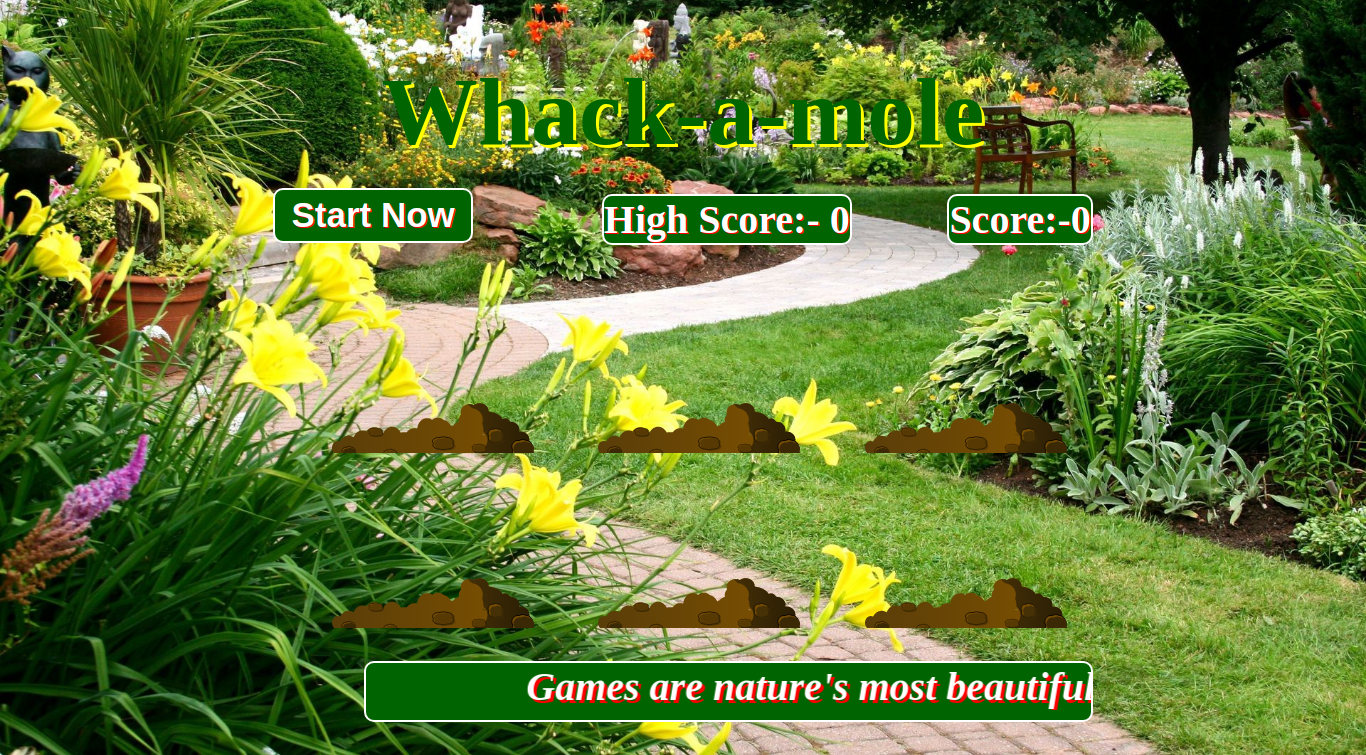 Whack-a-mole
Start Now
High Score:- 0
Score:-0
Games are nature's most beautiful